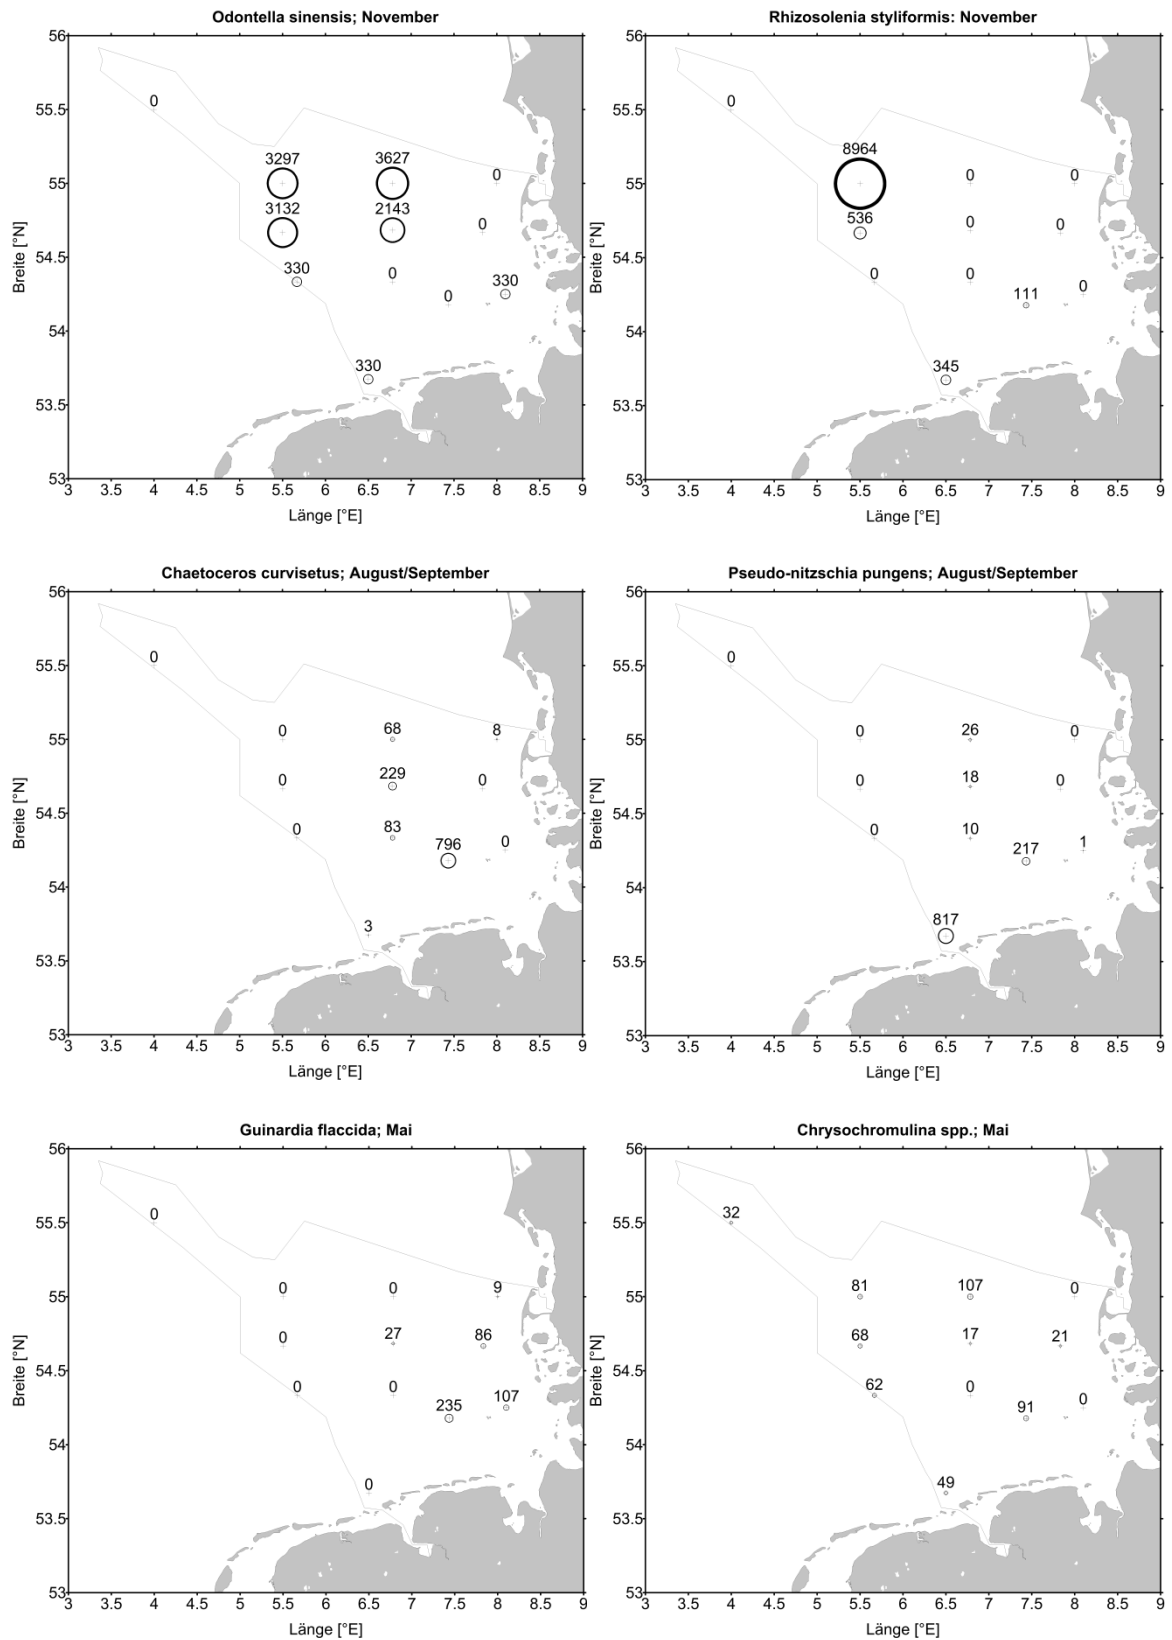 Odontella sinensis; November
56
0
55.5
3297 3627
0
55
3132 2143
0
54.5
330 0 330
0
54
330
53.5
53
3 3.5 4 4.5 5 5.5 6 6.5 7 7.5 8 8.5 9
Breite [°N]
Länge [°E]
Rhizosolenia styliformis: November
56
0
55.5
8964
0 0
55
536 0 0
54.5
0 0 0
111
54
345
53.5
53
3 3.5 4 4.5 5 5.5 6 6.5 7 7.5 8 8.5 9
Breite [°N]
Länge [°E]
Chaetoceros curvisetus; August/September
56
0
55.5
0 68 8
55
0 229 0
54.5
0 83
796 0
54
3
53.5
53
3 3.5 4 4.5 5 5.5 6 6.5 7 7.5 8 8.5 9
Breite [°N]
Länge [°E]
Pseudo-nitzschia pungens; August/September
56
0
55.5
0 26 0
55
0 18 0
54.5
0 10
217 1
54
817
53.5
53
3 3.5 4 4.5 5 5.5 6 6.5 7 7.5 8 8.5 9
Breite [°N]
Länge [°E]
Guinardia flaccida; Mai
56
0
55.5
0 0 9
55
0 27 86
54.5
0 0
235 107
54
0
53.5
53
3 3.5 4 4.5 5 5.5 6 6.5 7 7.5 8 8.5 9
Breite [°N]
Länge [°E]
Chrysochromulina spp.; Mai
56
32
55.5
81 107 0
55
68 17 21
54.5
62 0
91 0
54
49
53.5
53
3 3.5 4 4.5 5 5.5 6 6.5 7 7.5 8 8.5 9
Breite [°N]
Länge [°E]